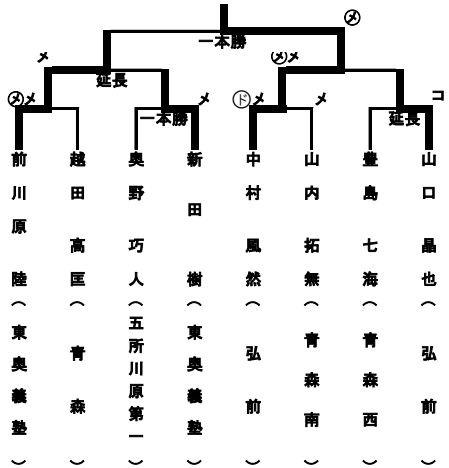 ㋱
一本勝
メ
㋱メ
延長
㋱メ
メ
㋣メ
メ
コ
一本勝
延長
前川原陸（東奥義塾）
越田高匡（青森）
奥野巧人（五所川原第一）
新田樹（東奥義塾）
中村風然（弘前）
山内拓無（青森南）
豊島七海（青森西）
山口晶也（弘前）